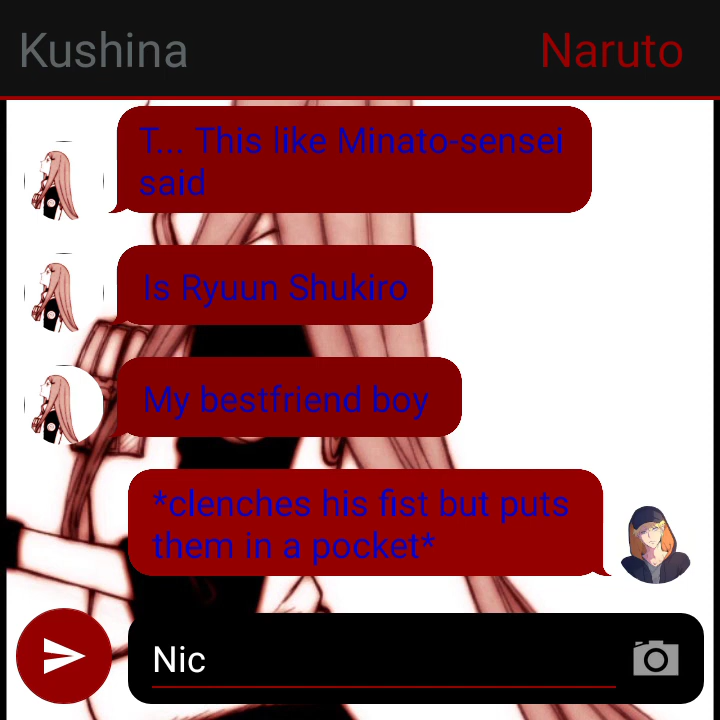 Kushina Naruto
T... This like Minato-sensei
said
Is Ryuun Shukiro
My bestfriend boy
*clenches his fist but puts
them in a pocket*
Nic